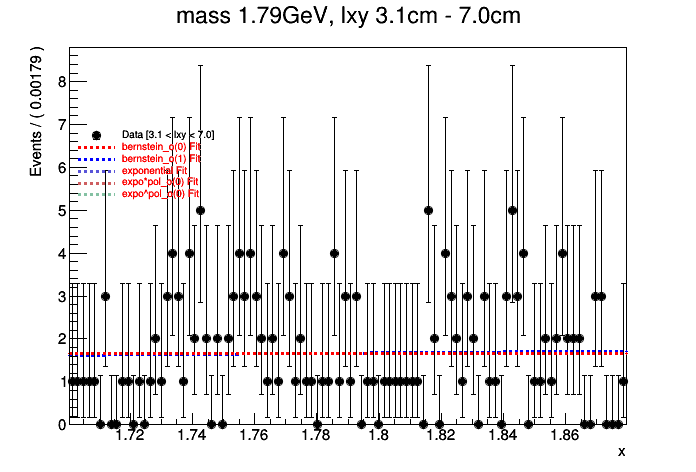 mass 1.79GeV, lxy 3.1cm - 7.0cm
Events / ( 0.00179 )
8
7
6
5
4
3
2
1
0
Data [3.1 < lxy < 7.0]
bernstein_o(0) Fit
bernstein_o(1) Fit
exponential Fit
expo*pol_o(0) Fit
expo^pol_o(0) Fit
1.72 1.74 1.76 1.78 1.8 1.82 1.84 1.86
x